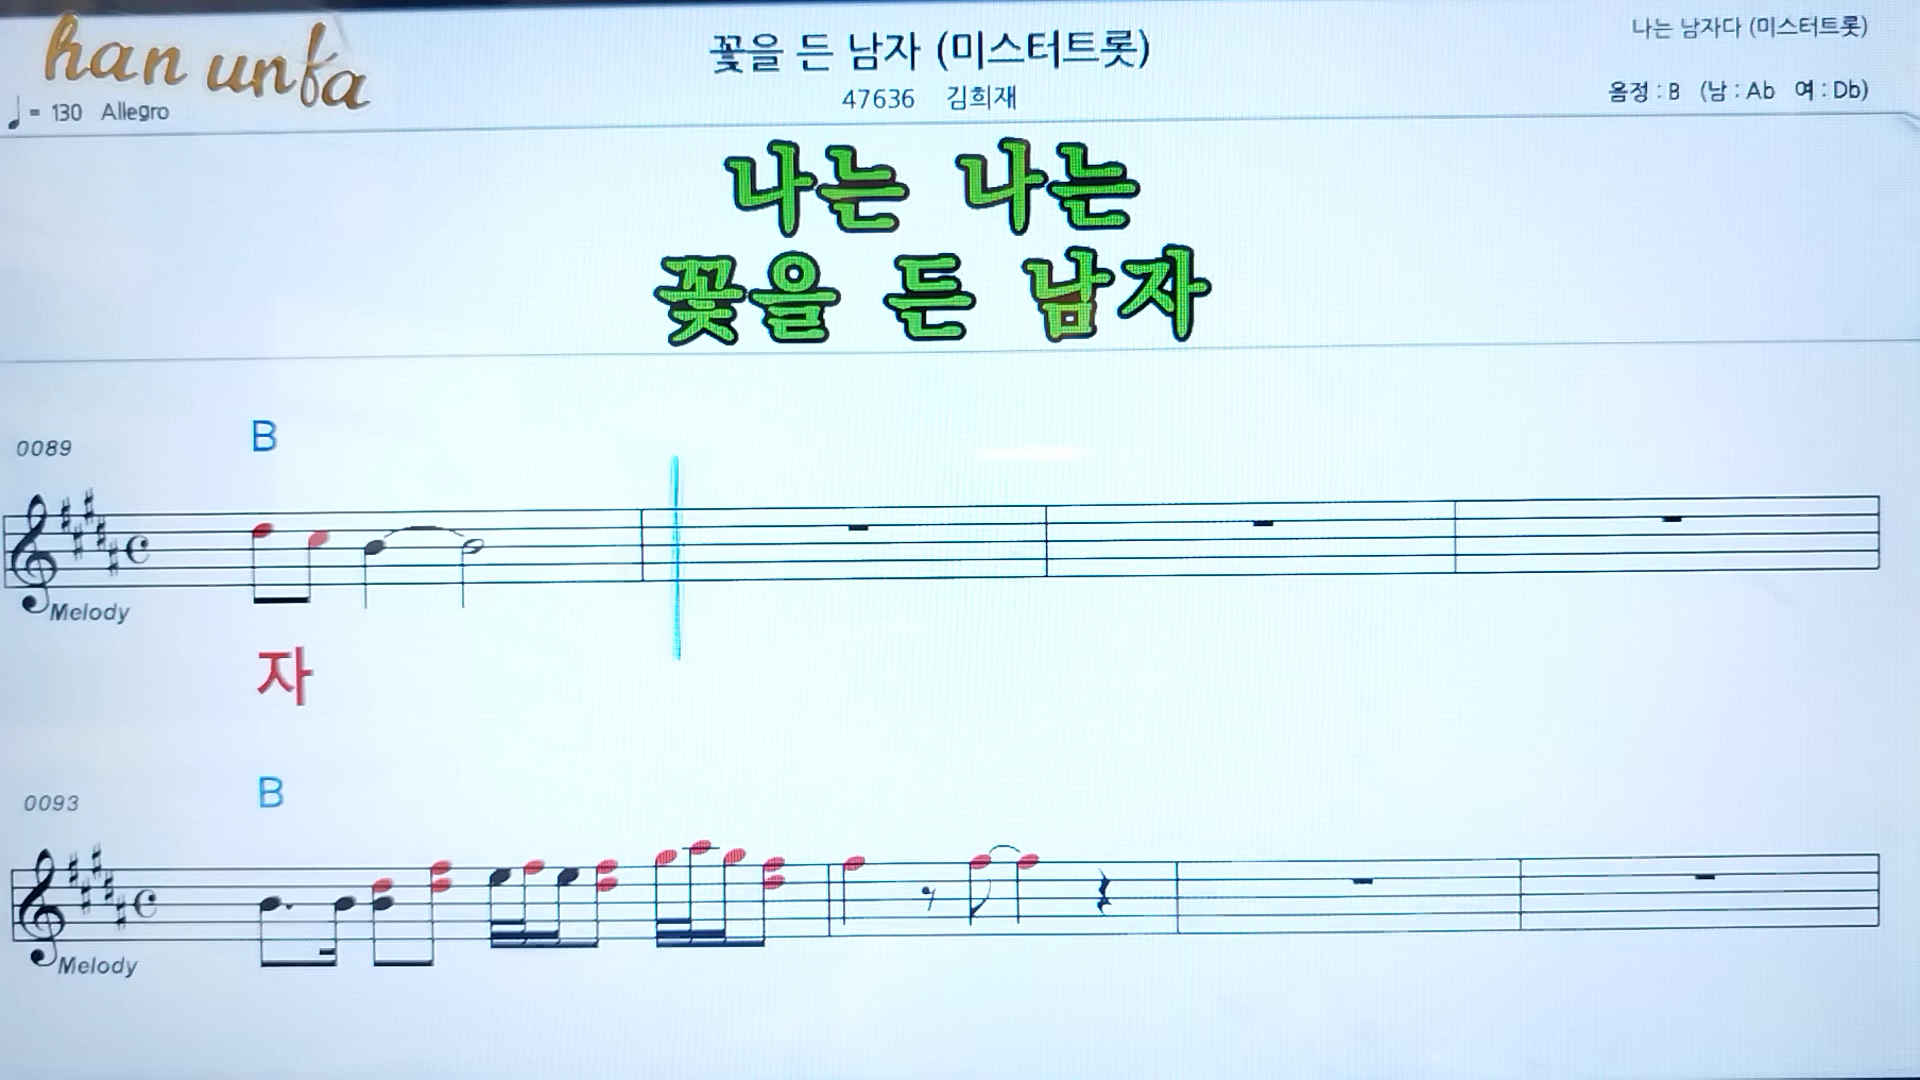 han unfa
♩ = 130 Allegro
꽃을 든 남자 (미스터트롯)
47636 김희재
나는 남자다 (미스터트롯)
음정 : B (남 : Ab 여 : Db)
나는 나는
꽃을 든 남자
0089
B
Melody
자
0093
B
Melody